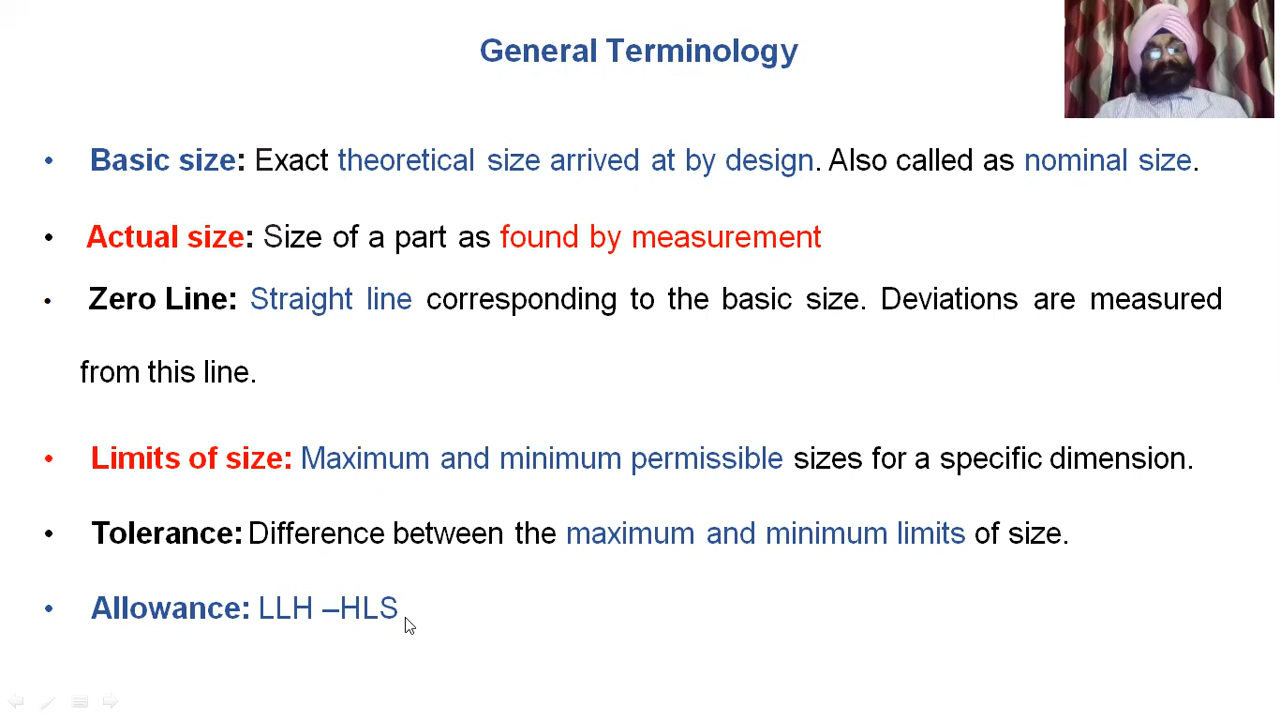 General Terminology
• Basic size: Exact theoretical size arrived at by design. Also called as nominal size.
• Actual size: Size of a part as found by measurement
• Zero Line: Straight line corresponding to the basic size. Deviations are measured
from this line.
• Limits of size: Maximum and minimum permissible sizes for a specific dimension.
• Tolerance: Difference between the maximum and minimum limits of size.
• Allowance: LLH –HLS